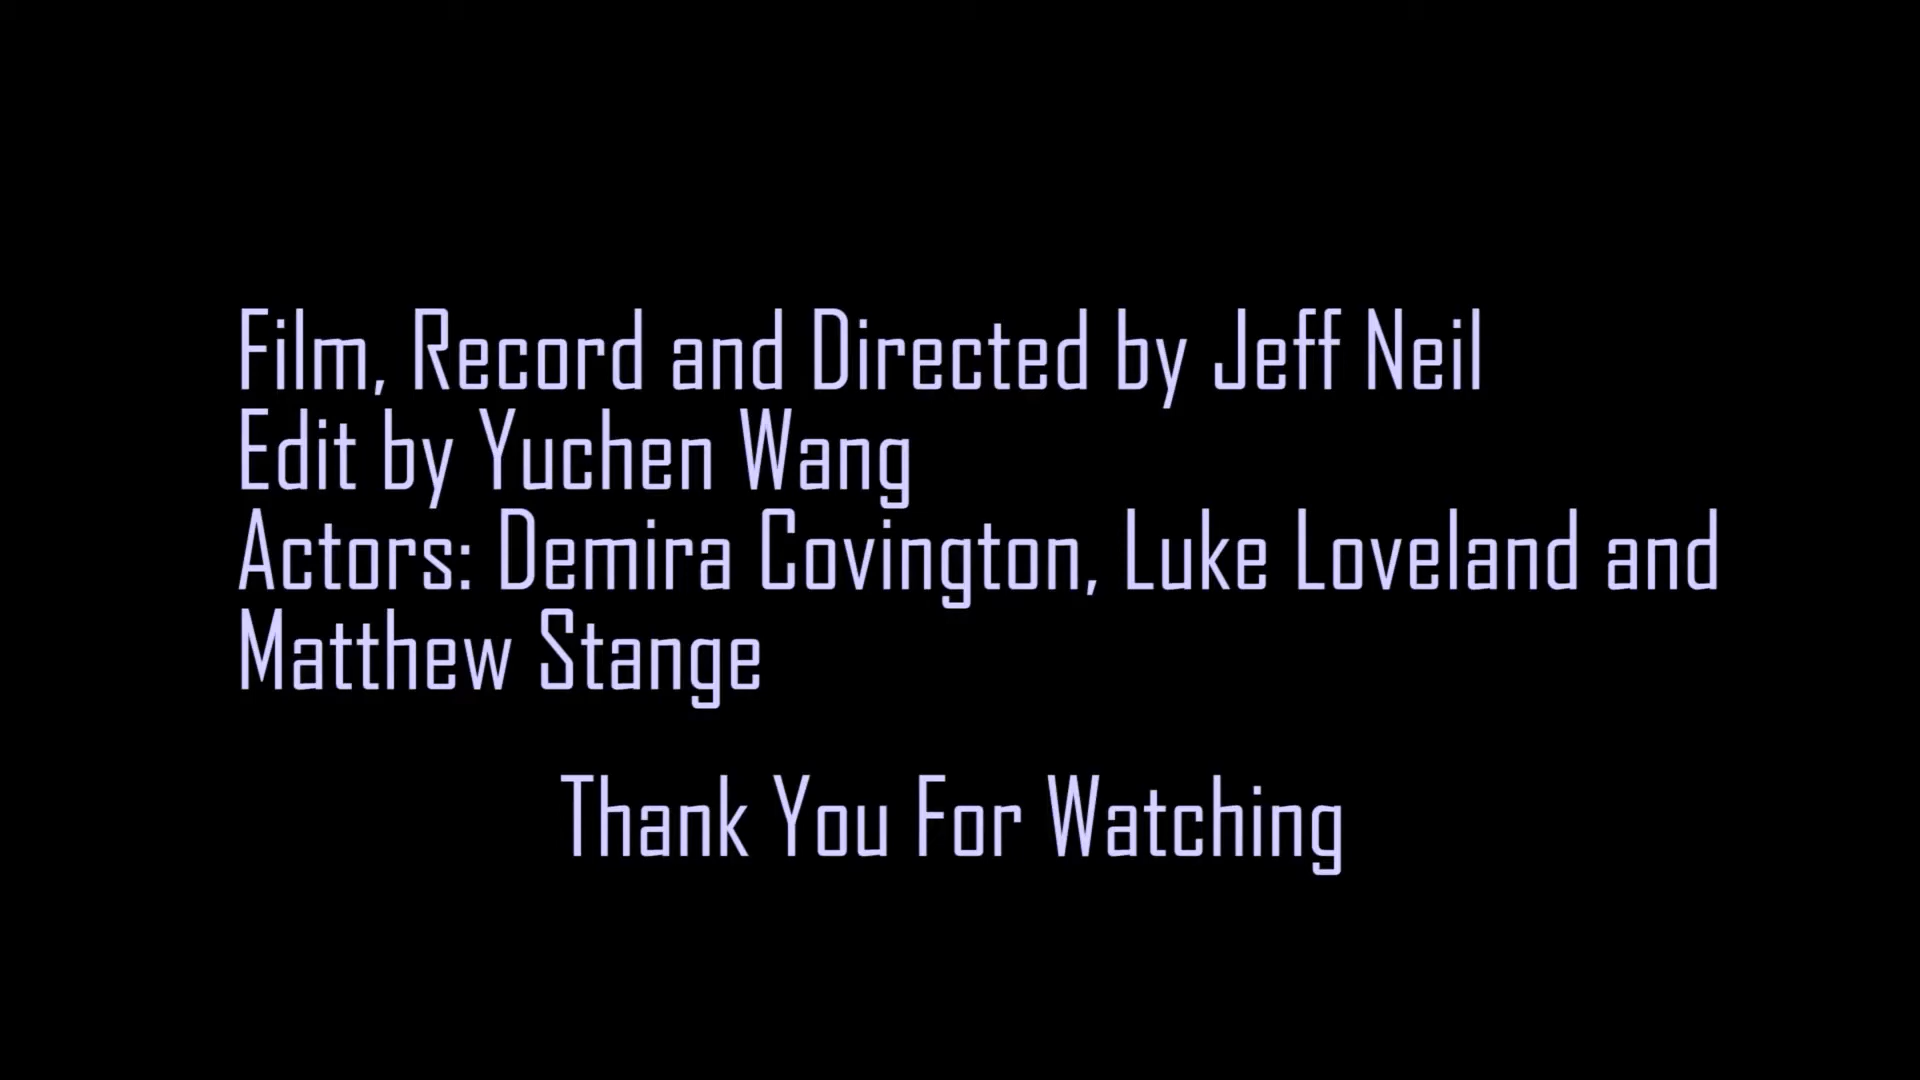 Film, Record and Directed by Jeff Neil
Edit by Yuchen Wang
Actors: Demira Covington, Luke Loveland and
Matthew Stange
Thank You For Watching